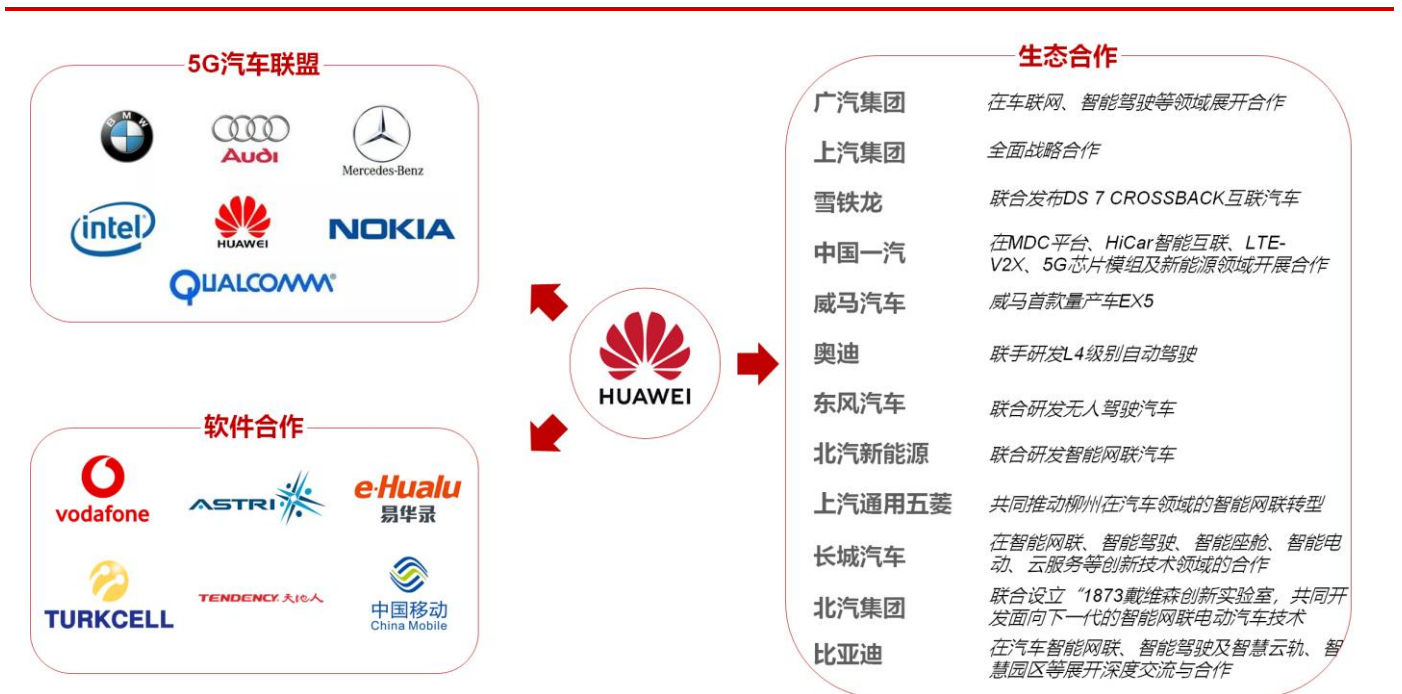 5G汽车联盟
BMW
Audi
Mercedes-Benz
intel
HUAWEI
NOKIA
QUALCOMM®
软件合作
vodafone
ASTRI
e·Hualu
易华录
TURKCELL
TENDENCY 天地人
中国移动
China Mobile
HUAWEI
生态合作
广汽集团 在车联网、智能驾驶等领域展开合作
上汽集团 全面战略合作
雪铁龙 联合发布DS 7 CROSSBACK互联汽车
中国一汽 在MDC平台、HiCar智能互联、LTE-
V2X、5G芯片模组及新能源领域开展合作
威马汽车 威马首款量产车EX5
奥迪 联手研发L4级别自动驾驶
东风汽车 联合研发无人驾驶汽车
北汽新能源 联合研发智能网联汽车
上汽通用五菱 共同推动柳州在汽车领域的智能网联转型
长城汽车 在智能网联、智能驾驶、智能座舱、智能电
动、云服务等创新技术领域的合作
北汽集团 联合设立“1873戴维森创新实验室，共同开
发面向下一代的智能网联电动汽车技术
比亚迪 在汽车智能网联、智能驾驶及智慧云轨、智
慧园区等展开深度交流与合作